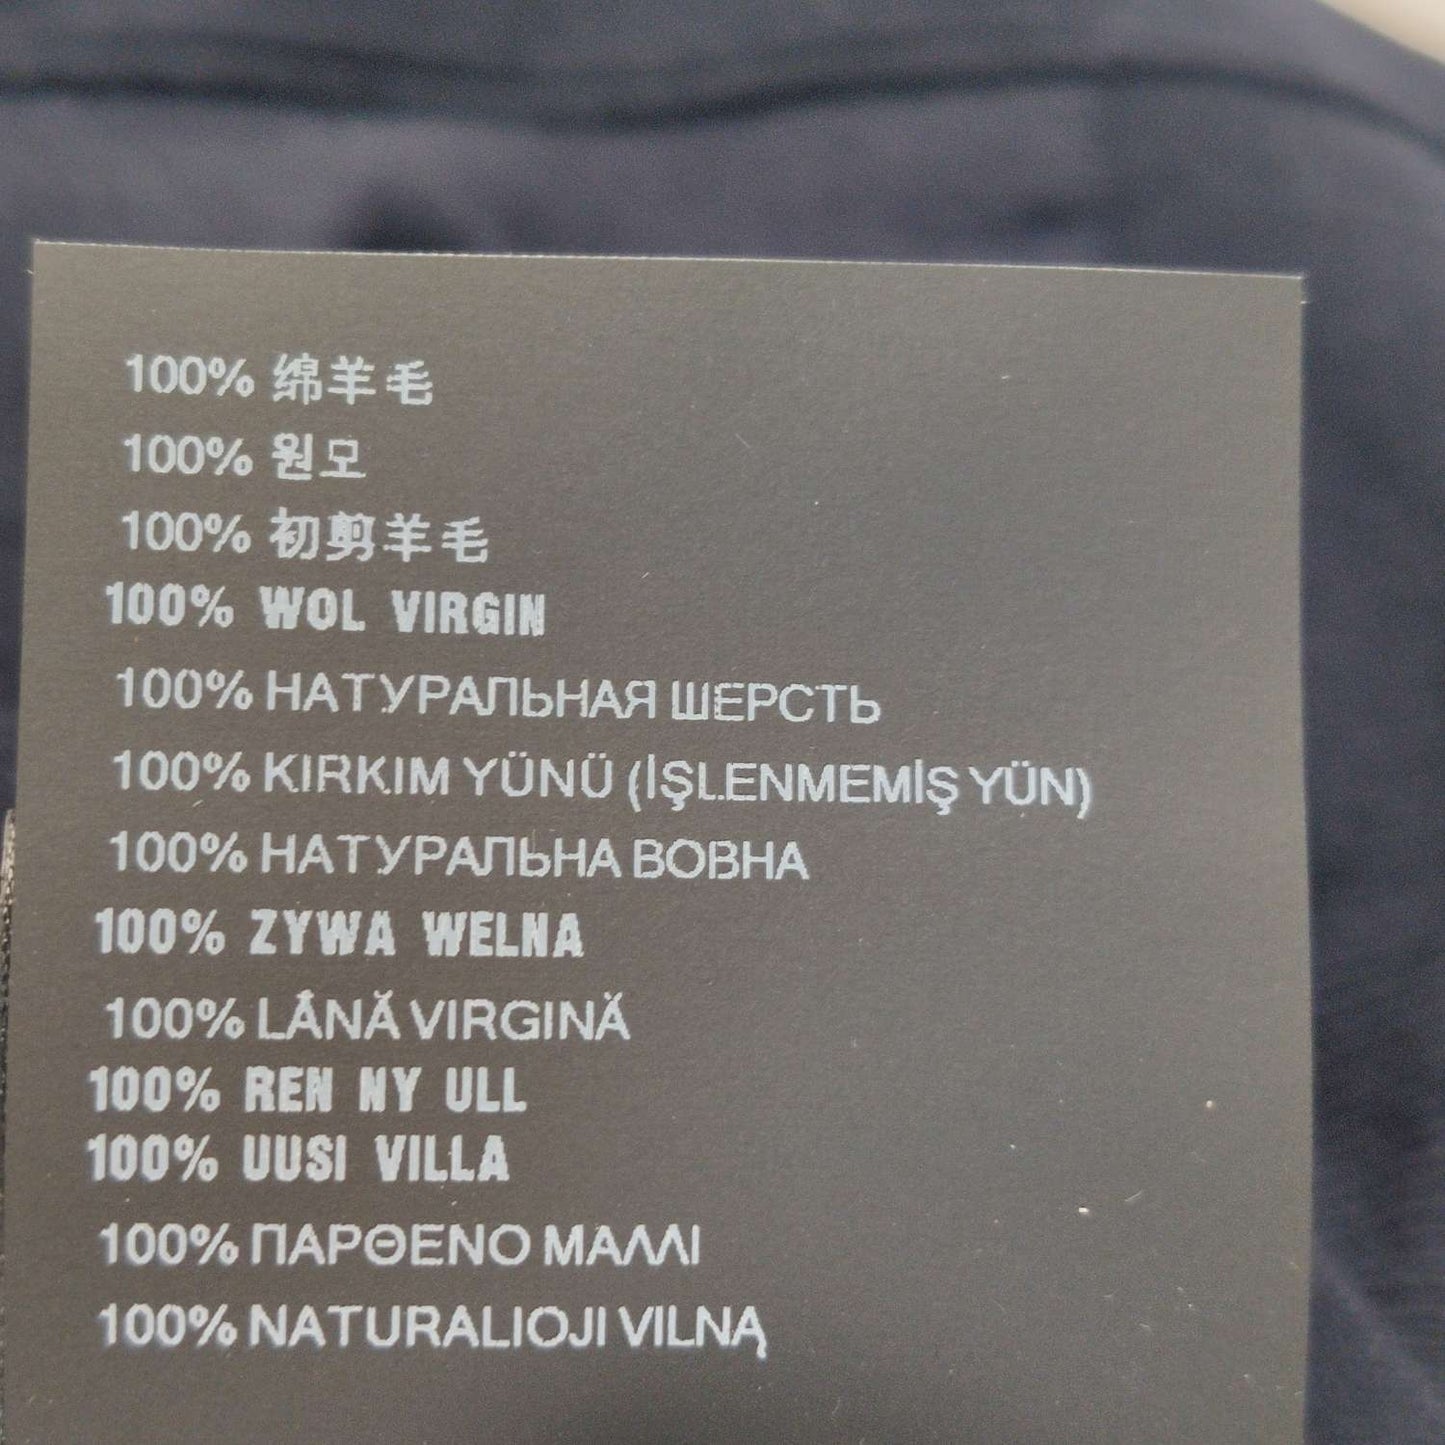 100% 绵羊毛
100% 원모
100% 初剪羊毛
100% WOL VIRGIN
100% НАТУРАЛЬНАЯ ШЕРСТЬ
100% KIRKIM YÜNÜ (İŞLENMEMİŞ YÜN)
100% НАТУРАЛЬНА ВОВНА
100% ZYWA WELNA
100% LÂNĂ VIRGINĂ
100% REN NY ULL
100% UUSI VILLA
100% ΠΑΡΘΕΝΟ ΜΑΛΛΙ
100% NATURALIOJI VILNĄ